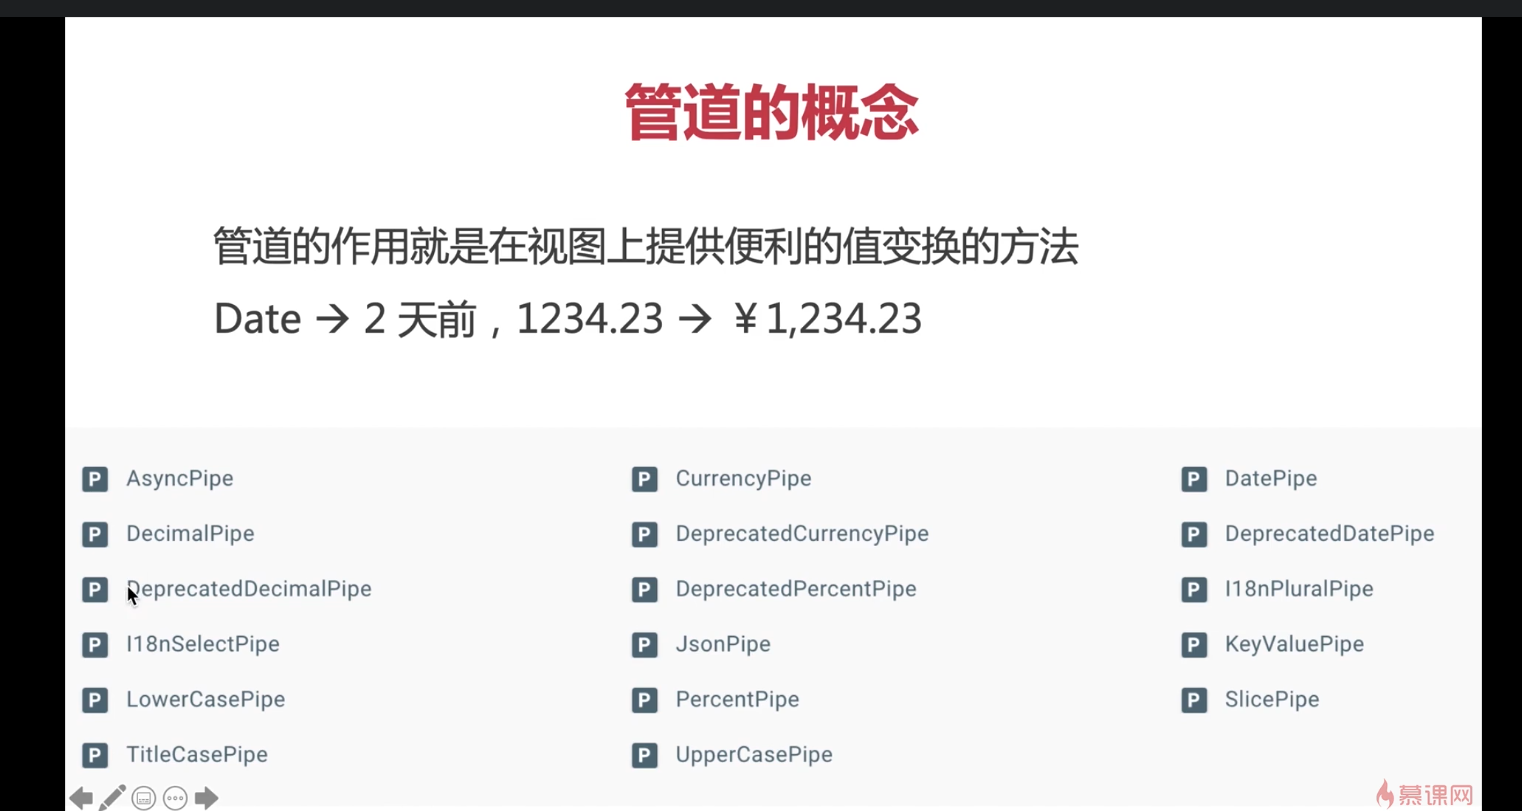 管道的概念
管道的作用就是在视图上提供便利的值变换的方法
Date → 2 天前，1234.23 → ￥1,234.23
P AsyncPipe P CurrencyPipe P DatePipe
P DecimalPipe P DeprecatedCurrencyPipe P DeprecatedDatePipe
P DeprecatedDecimalPipe P DeprecatedPercentPipe P I18nPluralPipe
P I18nSelectPipe P JsonPipe P KeyValuePipe
P LowerCasePipe P PercentPipe P SlicePipe
P TitleCasePipe P UpperCasePipe
慕课网